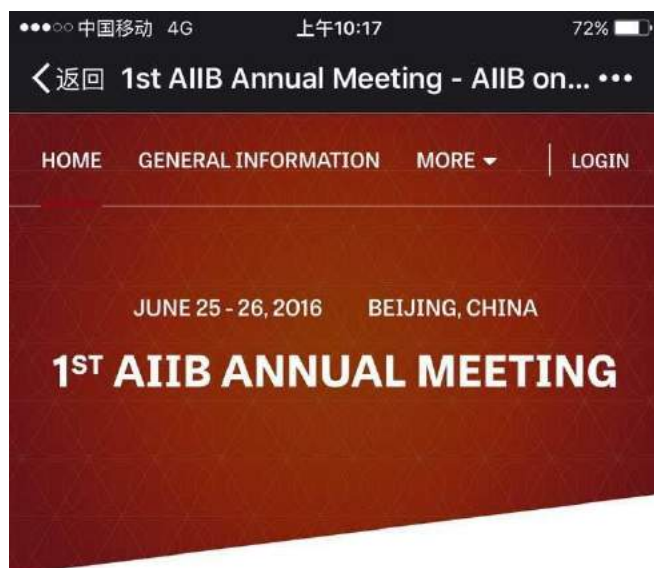 中国移动 4G 上午10:17 72%
返回 1st AIIB Annual Meeting - AIIB on...
HOME GENERAL INFORMATION MORE LOGIN
JUNE 25 - 26, 2016 BEIJING, CHINA
1ST AIIB ANNUAL MEETING